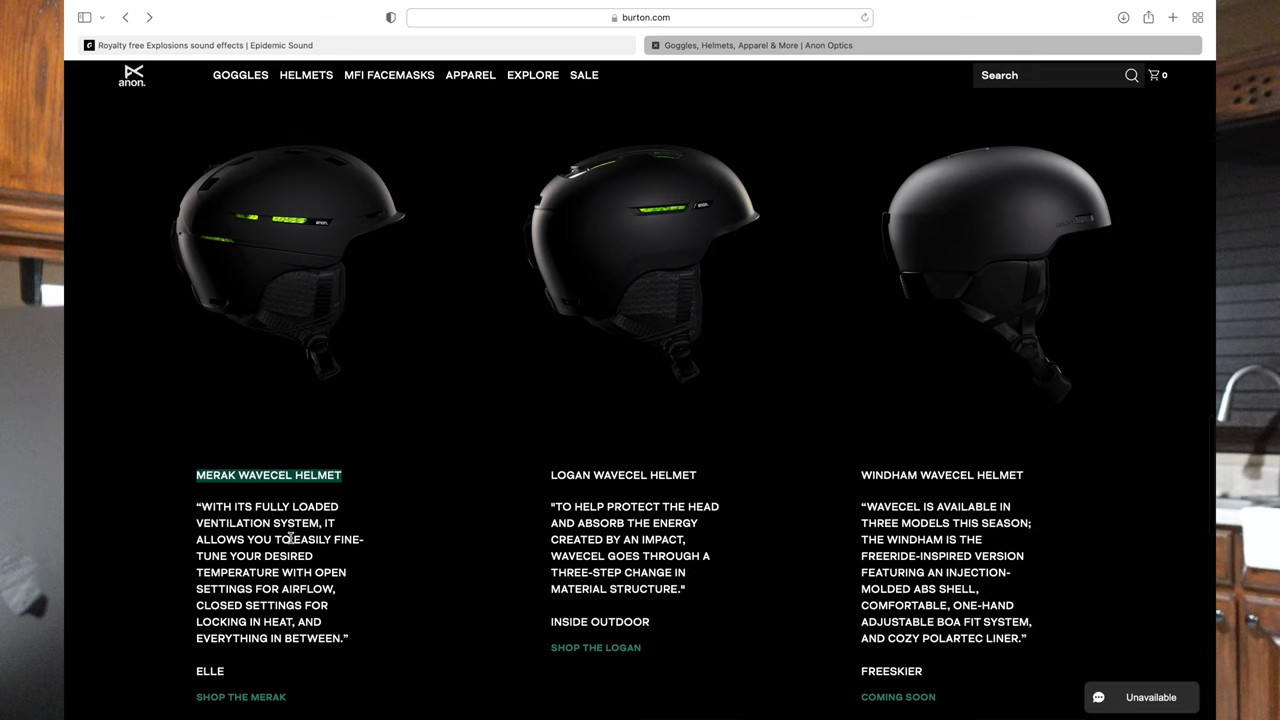 burton.com
Royalty free Explosions sound effects | Epidemic Sound
Goggles, Helmets, Apparel & More | Anon Optics
anon.
GOGGLES HELMETS MFI FACEMASKS APPAREL EXPLORE SALE
Search
0
anon.
anon.
MERAK WAVECEL HELMET
“WITH ITS FULLY LOADED
VENTILATION SYSTEM, IT
ALLOWS YOU TO EASILY FINE-
TUNE YOUR DESIRED
TEMPERATURE WITH OPEN
SETTINGS FOR AIRFLOW,
CLOSED SETTINGS FOR
LOCKING IN HEAT, AND
EVERYTHING IN BETWEEN.”
ELLE
SHOP THE MERAK
LOGAN WAVECEL HELMET
"TO HELP PROTECT THE HEAD
AND ABSORB THE ENERGY
CREATED BY AN IMPACT,
WAVECEL GOES THROUGH A
THREE-STEP CHANGE IN
MATERIAL STRUCTURE."
INSIDE OUTDOOR
SHOP THE LOGAN
WINDHAM WAVECEL HELMET
“WAVECEL IS AVAILABLE IN
THREE MODELS THIS SEASON;
THE WINDHAM IS THE
FREERIDE-INSPIRED VERSION
FEATURING AN INJECTION-
MOLDED ABS SHELL,
COMFORTABLE, ONE-HAND
ADJUSTABLE BOA FIT SYSTEM,
AND COZY POLARTEC LINER.”
FREESKIER
COMING SOON
Unavailable